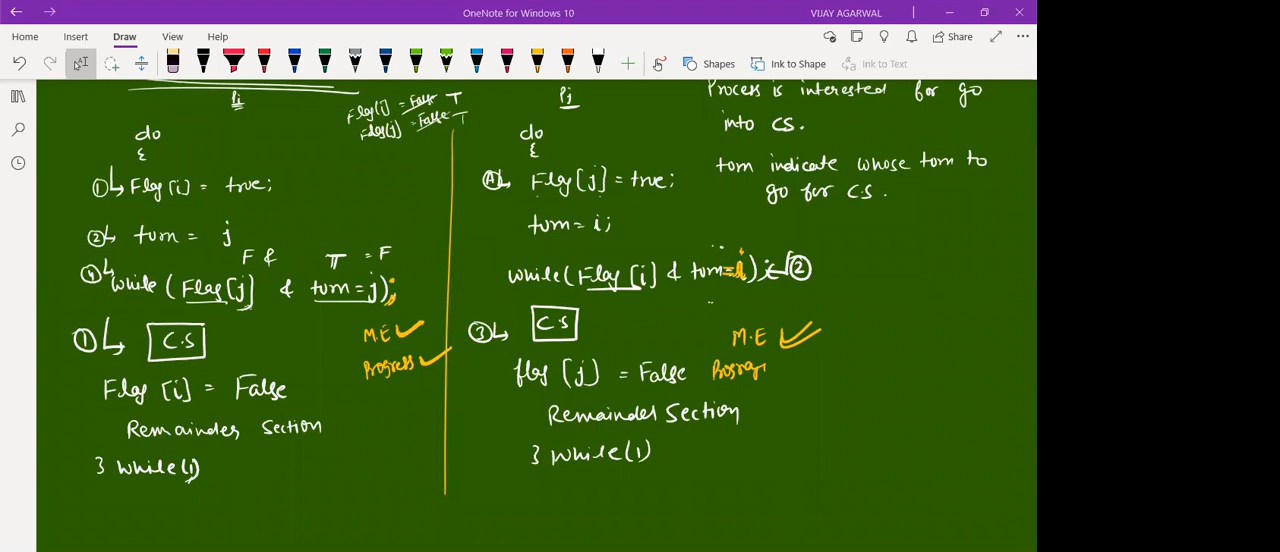 OneNote for Windows 10
VIJAY AGARWAL
Home Insert Draw View Help
Share
Shapes Ink to Shape Ink to Text
Pi
Flag[i] = False T
Flag[j] = False T
do
{
① Flag[i] = true;
② turn = j
F & T = F
④ while (Flag[j] & turn=j);
① C.S
M.E
Progress
Flag [i] = False
Remainder Section
} while(1)
Pj
do
{
Ⓐ Flag[j] = true;
turn = i;
while(Flag[i] & turn=i); ②
③ C.S
M.E
flag [j] = False
Remainder Section
} while(1)
Process is interested for go
into CS.
turn indicate whose turn to
go for C.S.